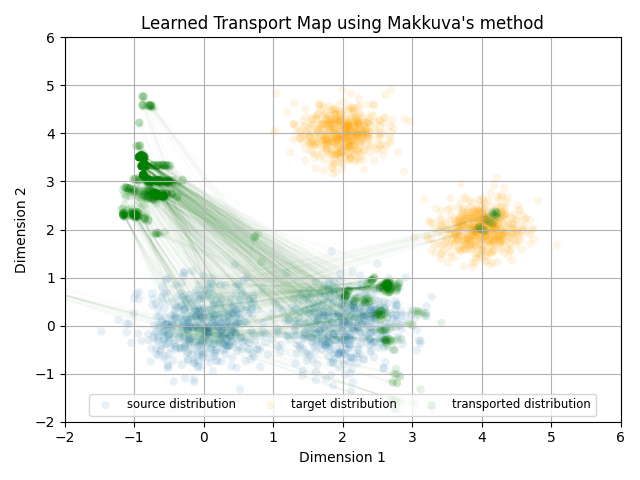 Learned Transport Map using Makkuva's method
6
5
4
3
2
1
0
−1
−2
Dimension 2
source distribution target distribution transported distribution
−2 −1 0 1 2 3 4 5 6
Dimension 1